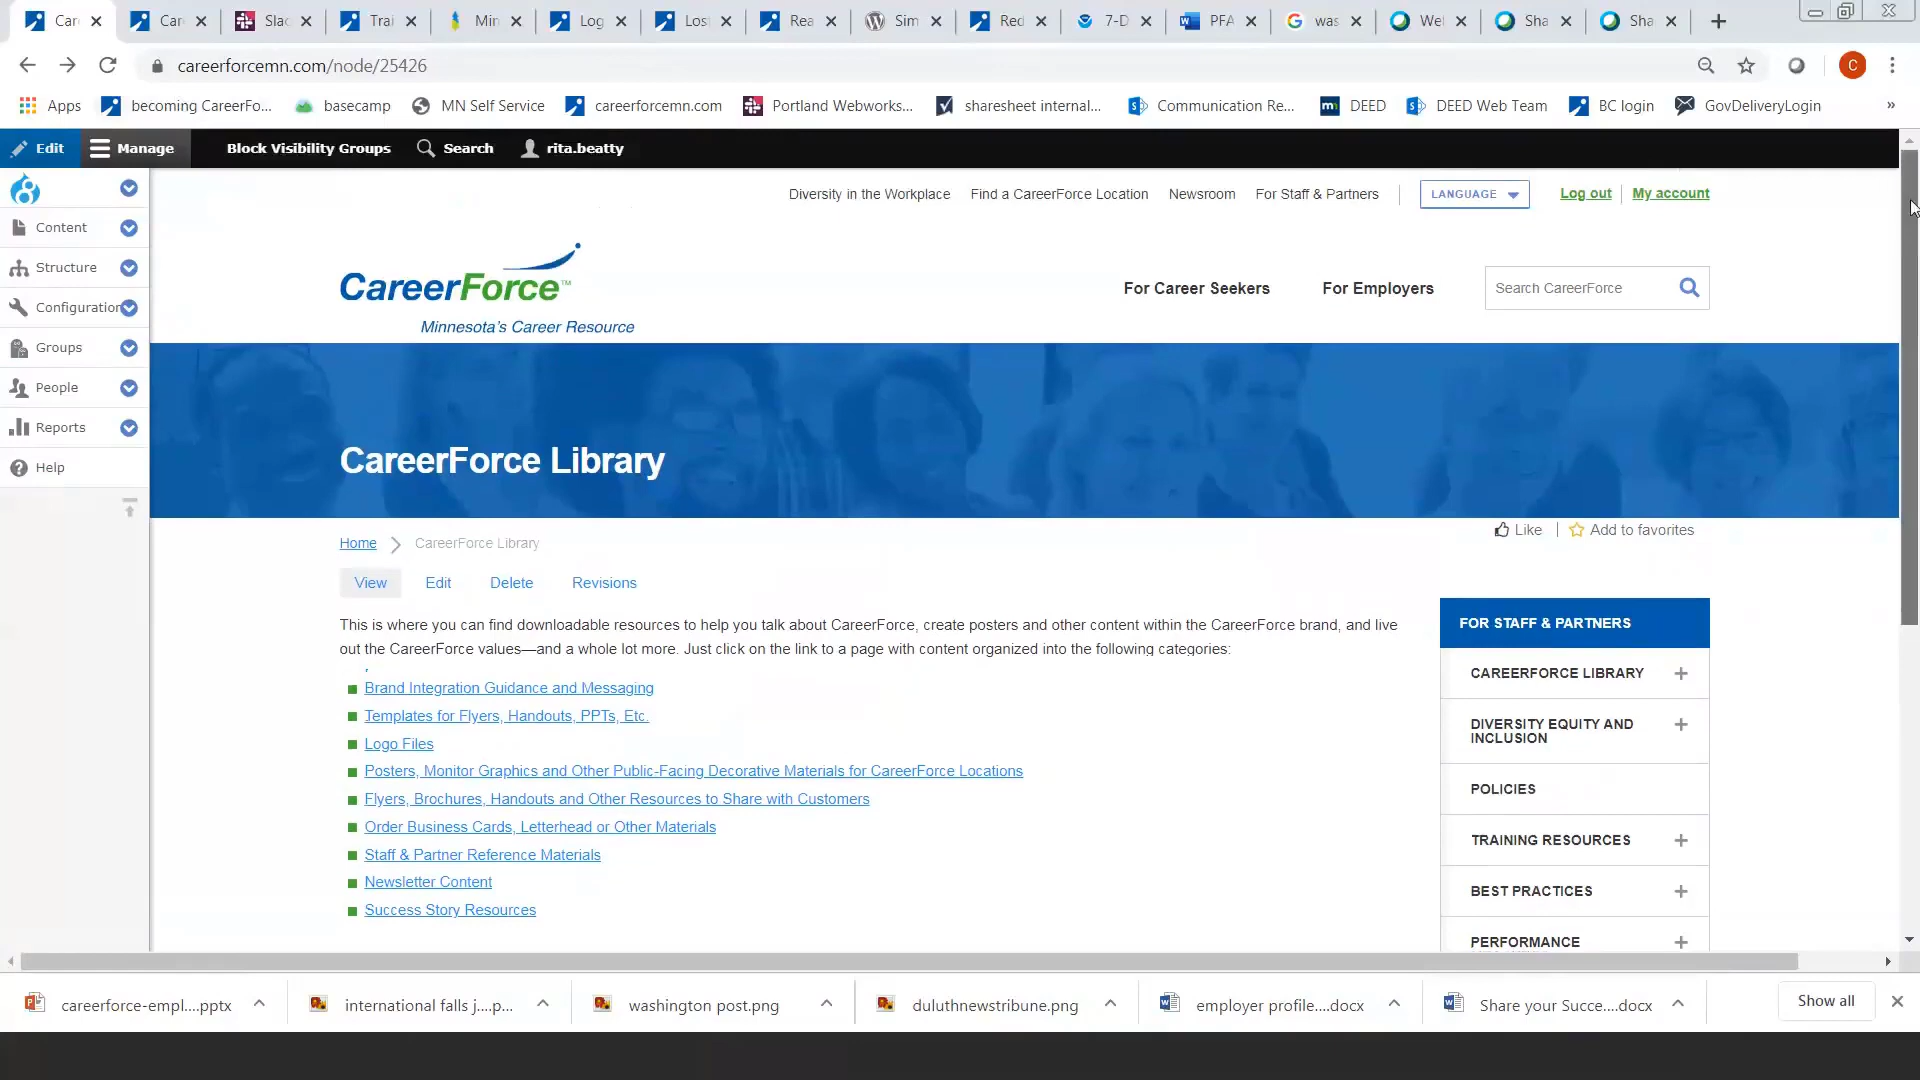 Car
Car
Slac
Trai
Min
Log
Lost
Rea
Sim
Red
7-D
PFA
was
Wel
Sha
Sha
careerforcemn.com/node/25426
C
Apps
becoming CareerFo...
basecamp
MN Self Service
careerforcemn.com
Portland Webworks...
sharesheet internal...
Communication Re...
DEED
DEED Web Team
BC login
GovDeliveryLogin
»
Edit
Manage
Block Visibility Groups
Search
rita.beatty
Content
Structure
Configuration
Groups
People
Reports
Help
Diversity in the Workplace
Find a CareerForce Location
Newsroom
For Staff & Partners
LANGUAGE
Log out
My account
CareerForce™
Minnesota's Career Resource
For Career Seekers
For Employers
Search CareerForce
CareerForce Library
Home
CareerForce Library
Like
Add to favorites
View
Edit
Delete
Revisions
This is where you can find downloadable resources to help you talk about CareerForce, create posters and other content within the CareerForce brand, and live
out the CareerForce values—and a whole lot more. Just click on the link to a page with content organized into the following categories:
Brand Integration Guidance and Messaging
Templates for Flyers, Handouts, PPTs, Etc.
Logo Files
Posters, Monitor Graphics and Other Public-Facing Decorative Materials for CareerForce Locations
Flyers, Brochures, Handouts and Other Resources to Share with Customers
Order Business Cards, Letterhead or Other Materials
Staff & Partner Reference Materials
Newsletter Content
Success Story Resources
FOR STAFF & PARTNERS
CAREERFORCE LIBRARY
DIVERSITY EQUITY AND
INCLUSION
POLICIES
TRAINING RESOURCES
BEST PRACTICES
PERFORMANCE
careerforce-empl....pptx
international falls j....p...
washington post.png
duluthnewstribune.png
employer profile....docx
Share your Succe....docx
Show all